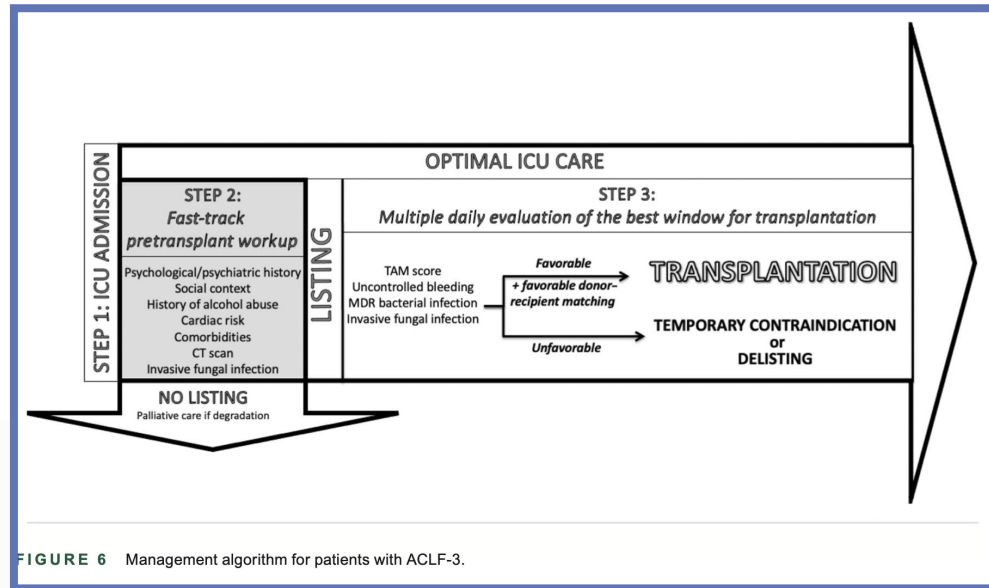 OPTIMAL ICU CARE
STEP 1: ICU ADMISSION
STEP 2:
Fast-track
pretransplant workup
Psychological/psychiatric history
Social context
History of alcohol abuse
Cardiac risk
Comorbidities
CT scan
Invasive fungal infection
NO LISTING
Palliative care if degradation
LISTING
STEP 3:
Multiple daily evaluation of the best window for transplantation
TAM score
Uncontrolled bleeding
MDR bacterial infection
Invasive fungal infection
Favorable
+ favorable donor–
recipient matching
TRANSPLANTATION
Unfavorable
TEMPORARY CONTRAINDICATION
or
DELISTING
FIGURE 6 Management algorithm for patients with ACLF-3.